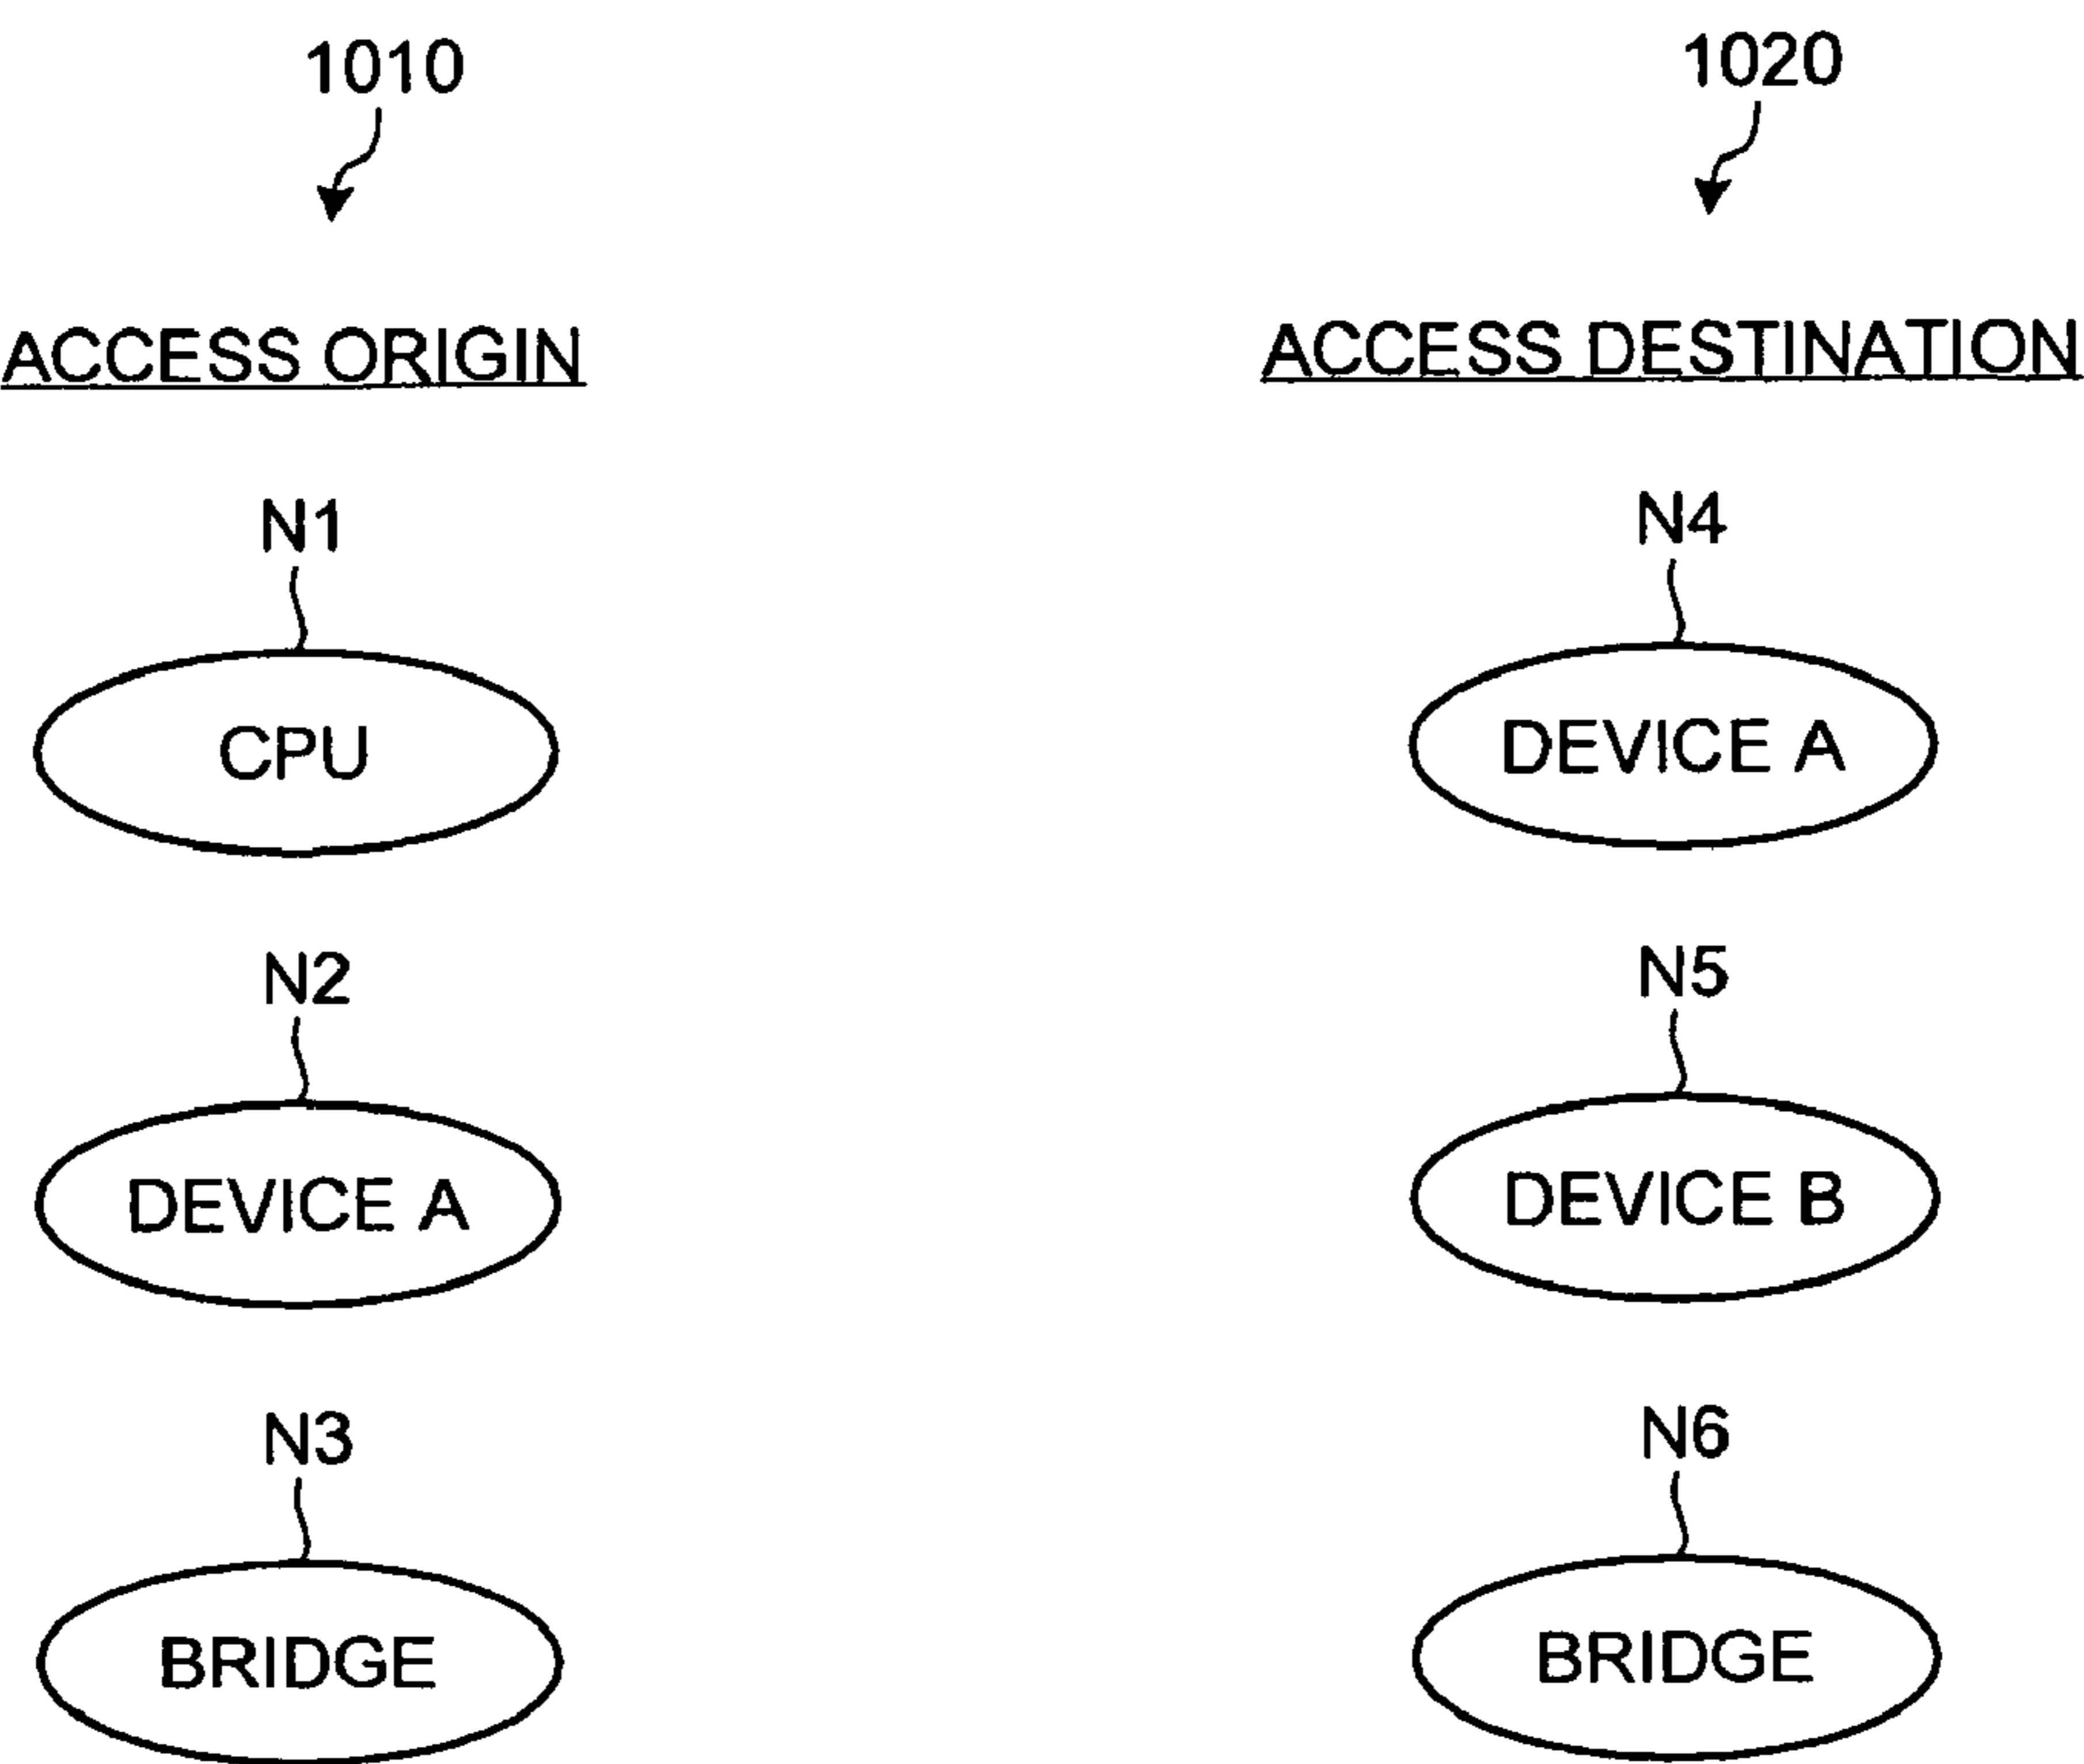 1010
1020
ACCESS ORIGIN
ACCESS DESTINATION
N1
N4
CPU
DEVICE A
N2
N5
DEVICE A
DEVICE B
N3
N6
BRIDGE
BRIDGE